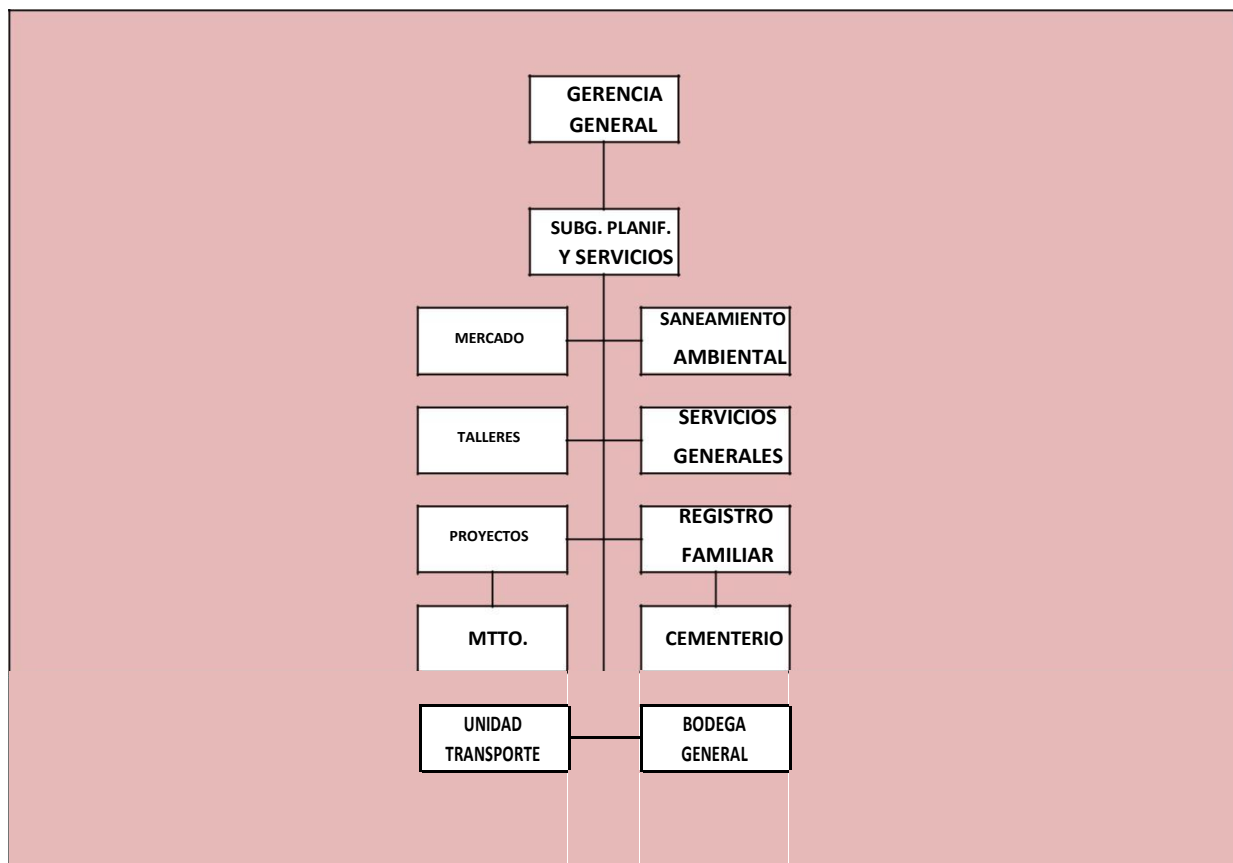 GERENCIA
GENERAL
SUBG. PLANIF.
Y SERVICIOS
MERCADO
SANEAMIENTO
AMBIENTAL
TALLERES
SERVICIOS
GENERALES
PROYECTOS
REGISTRO
FAMILIAR
MTTO.
CEMENTERIO
UNIDAD
TRANSPORTE
BODEGA
GENERAL